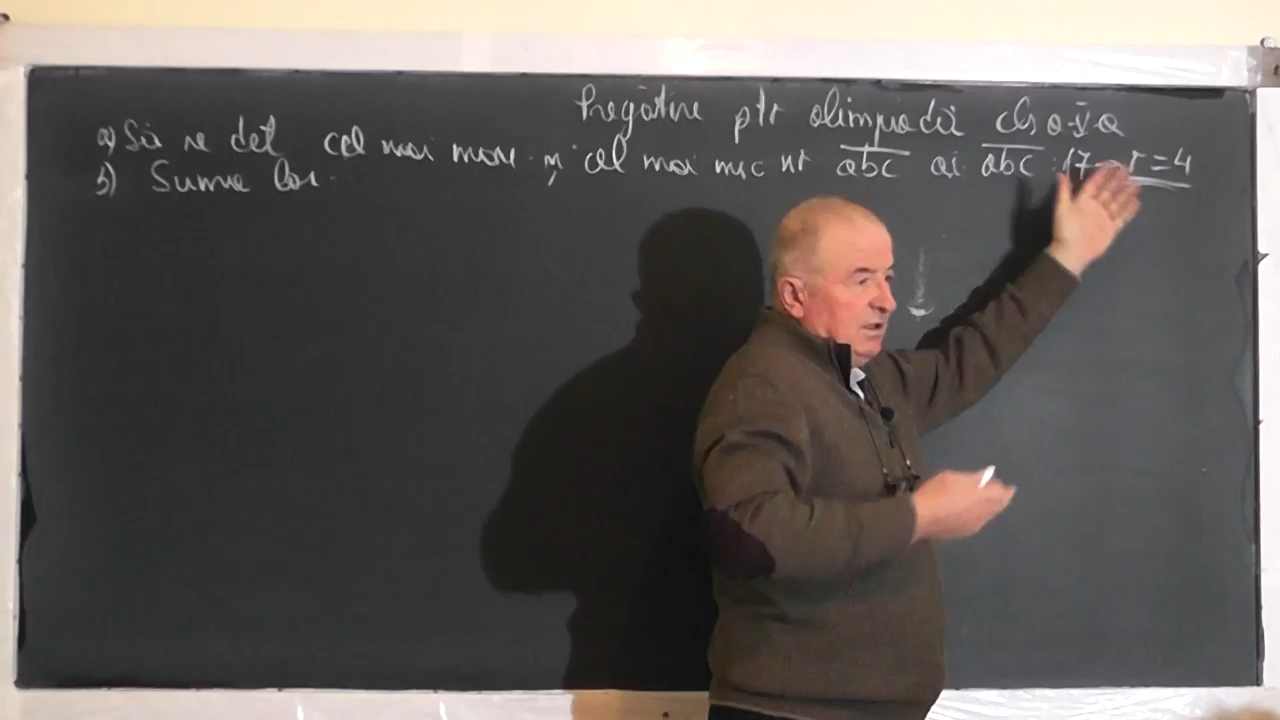 Pregătire ptr olimpiadă cls a-V-a
a) Să se det cel mai mare și cel mai mic nr abc aî abc : 17 → r = 4
b) Suma lor.